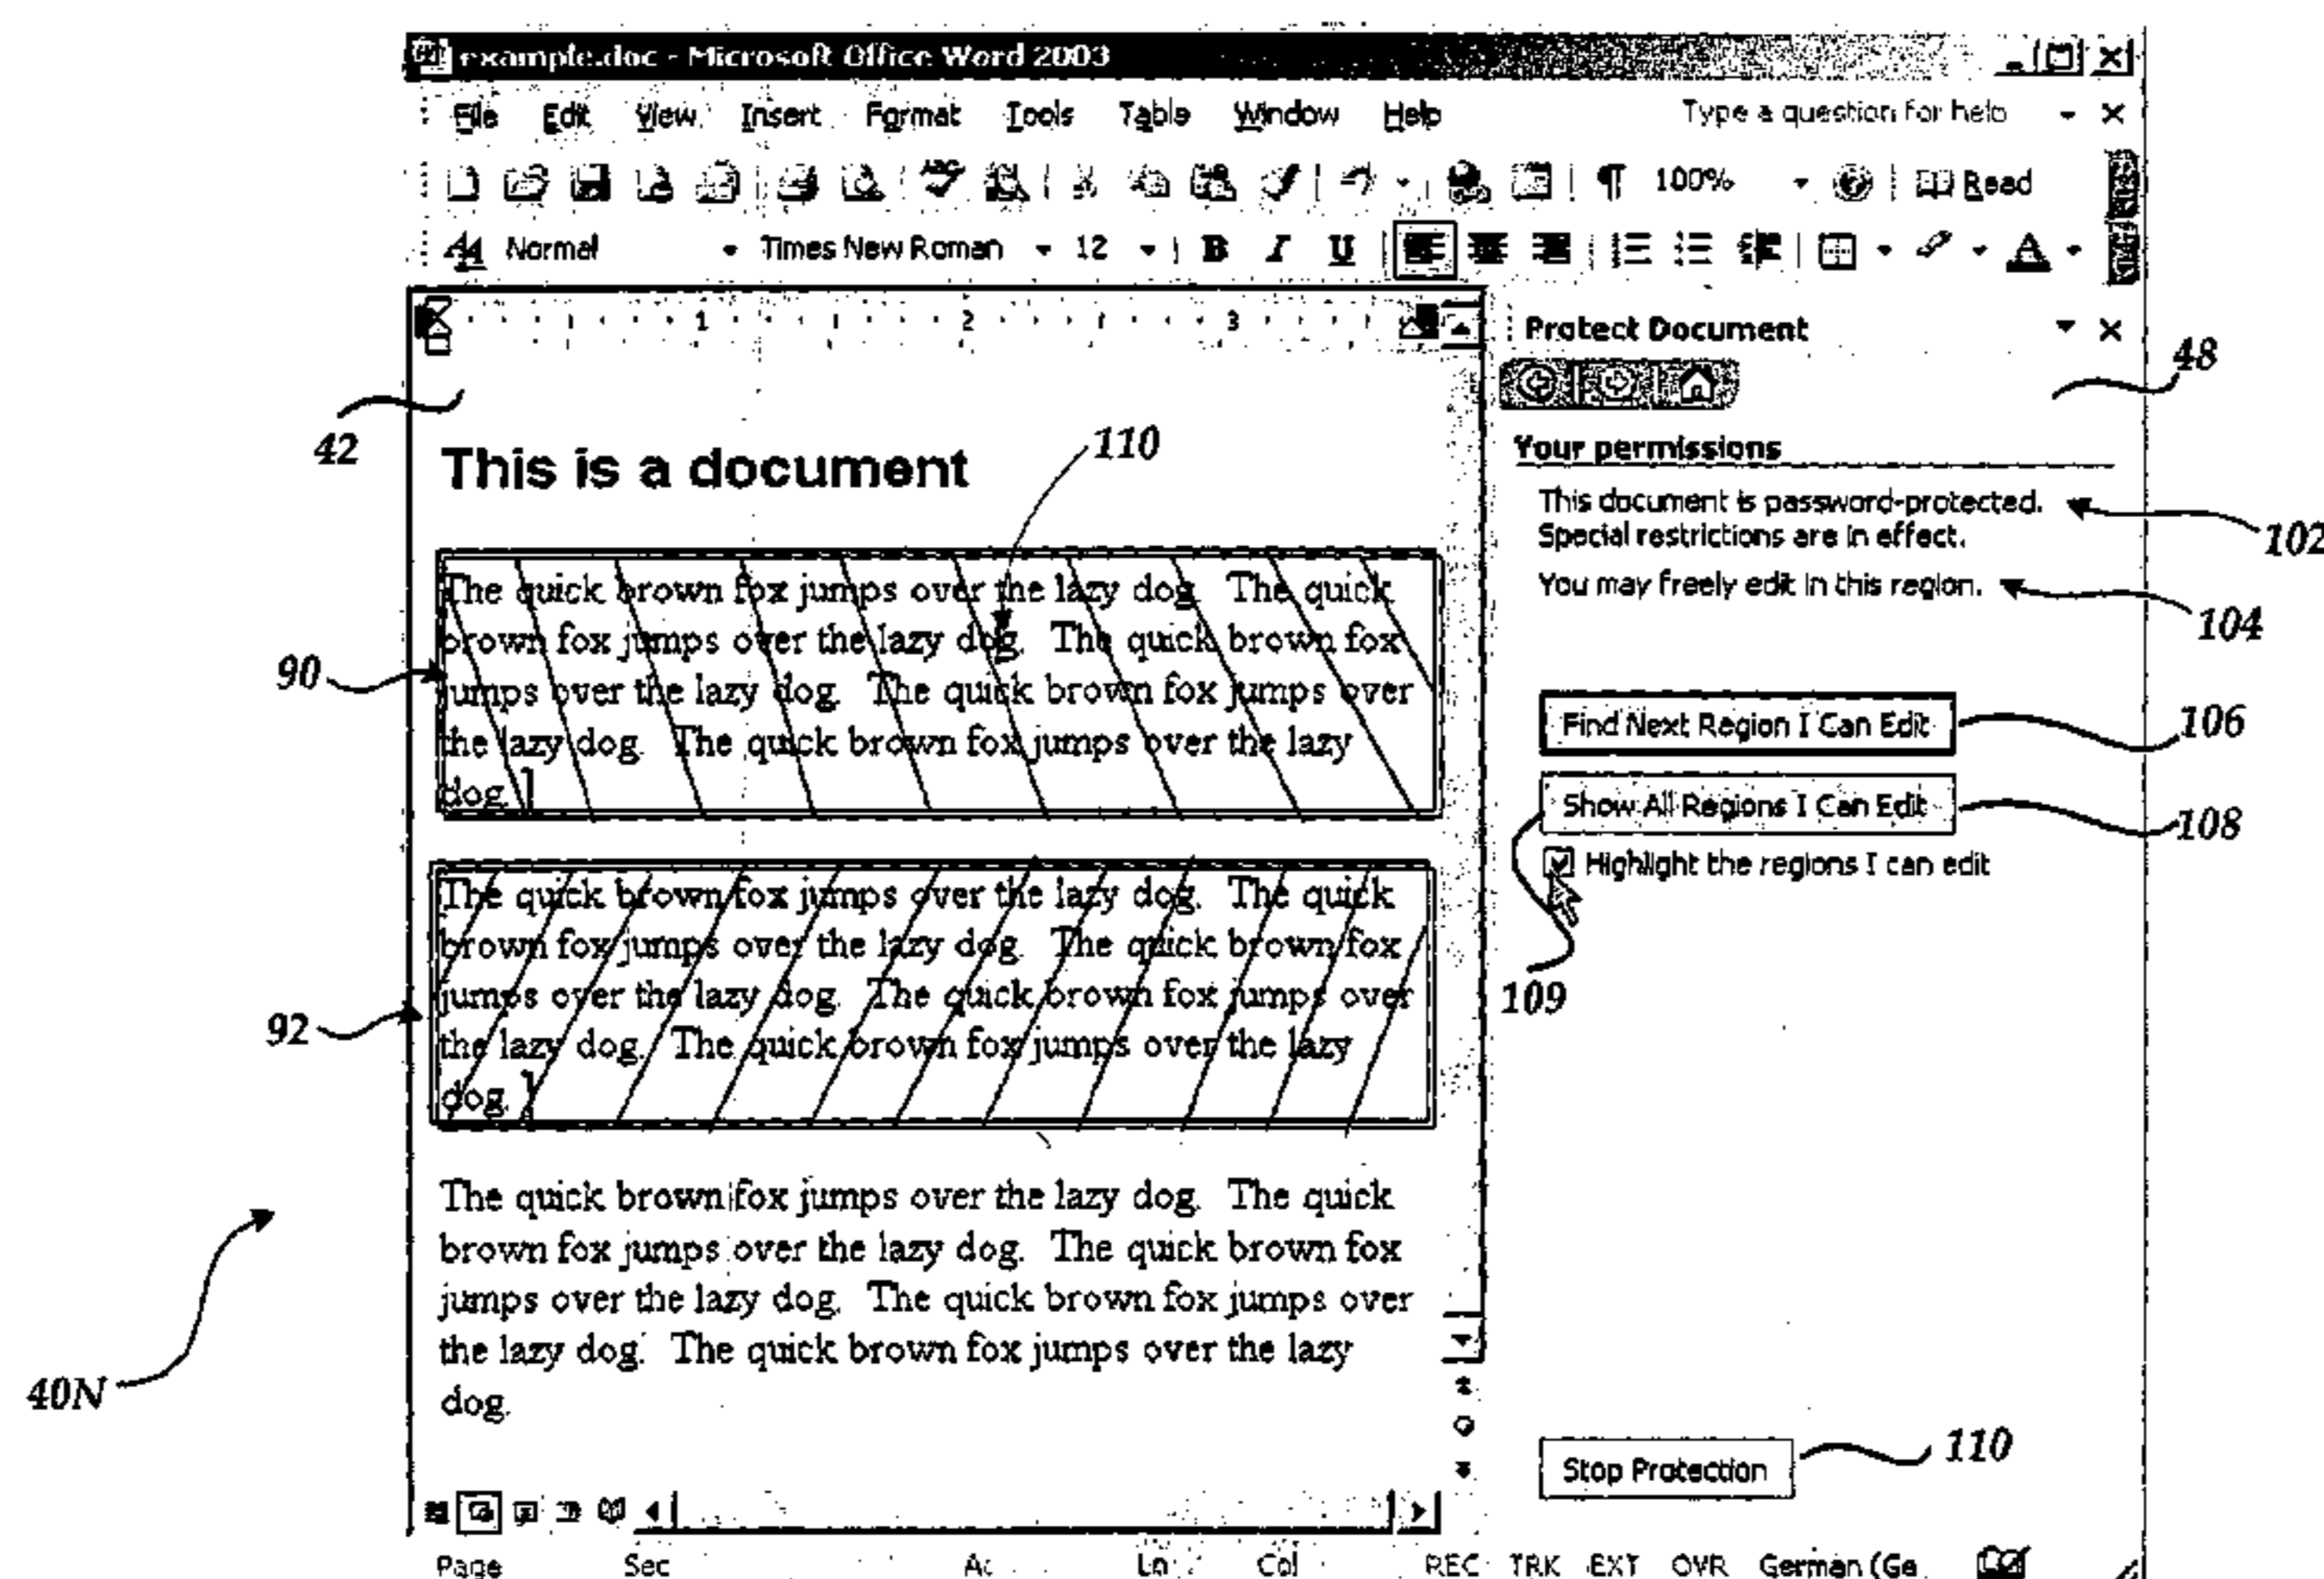 example.doc - Microsoft Office Word 2003
File Edit View Insert Format Tools Table Window Help Type a question for help
100% Read
Normal Times New Roman 12 B I U A
1 2 3
Protect Document
48
42
This is a document
110
Your permissions
This document is password-protected.
Special restrictions are in effect.
102
You may freely edit in this region.
104
90
The quick brown fox jumps over the lazy dog. The quick
brown fox jumps over the lazy dog. The quick brown fox
jumps over the lazy dog. The quick brown fox jumps over
the lazy dog. The quick brown fox jumps over the lazy
dog.]
Find Next Region I Can Edit
106
Show All Regions I Can Edit
108
Highlight the regions I can edit
109
92
The quick brown fox jumps over the lazy dog. The quick
brown fox jumps over the lazy dog. The quick brown fox
jumps over the lazy dog. The quick brown fox jumps over
the lazy dog. The quick brown fox jumps over the lazy
dog.]
The quick brown fox jumps over the lazy dog. The quick
brown fox jumps over the lazy dog. The quick brown fox
jumps over the lazy dog. The quick brown fox jumps over
the lazy dog. The quick brown fox jumps over the lazy
dog.
40N
Stop Protection
110
Page Sec Ln Col REC TRK EXT OVR German (Ge